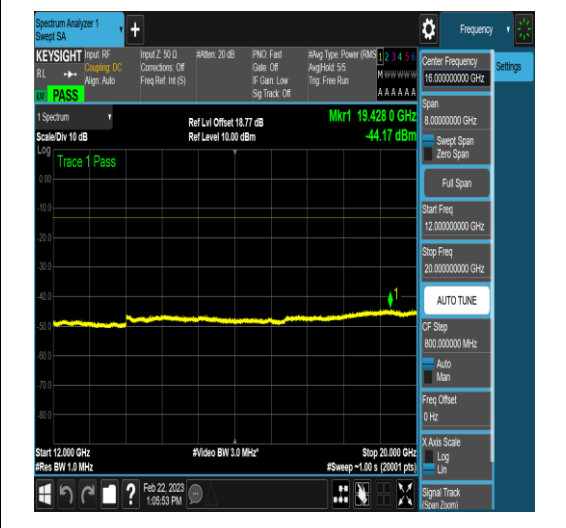 Spectrum Analyzer 1
Swept SA
Frequency
KEYSIGHT
RL
PASS
Input: RF
Coupling: DC
Align: Auto
Input Z: 50 Ω
Corrections: Off
Freq Ref: Int (S)
#Atten: 20 dB
PNO: Fast
Gate: Off
IF Gain: Low
Sig Track: Off
#Avg Type: Power (RMS
Avg|Hold: 5/5
Trig: Free Run
1 2 3 4 5 6
M W W W W W
A A A A A A
1 Spectrum
Scale/Div 10 dB
Ref Lvl Offset 18.77 dB
Ref Level 10.00 dBm
Mkr1 19.428 0 GHz
-44.17 dBm
Log
Trace 1 Pass
0.00
-10.0
-20.0
-30.0
-40.0
-50.0
-60.0
-70.0
-80.0
1
Start 12.000 GHz
#Res BW 1.0 MHz
#Video BW 3.0 MHz*
Stop 20.000 GHz
#Sweep ~1.00 s (20001 pts)
?
Feb 22, 2023
1:05:53 PM
Center Frequency
16.000000000 GHz
Settings
Span
8.00000000 GHz
Swept Span
Zero Span
Full Span
Start Freq
12.000000000 GHz
Stop Freq
20.000000000 GHz
AUTO TUNE
CF Step
800.000000 MHz
Auto
Man
Freq Offset
0 Hz
X Axis Scale
Log
Lin
Signal Track
(Span Zoom)